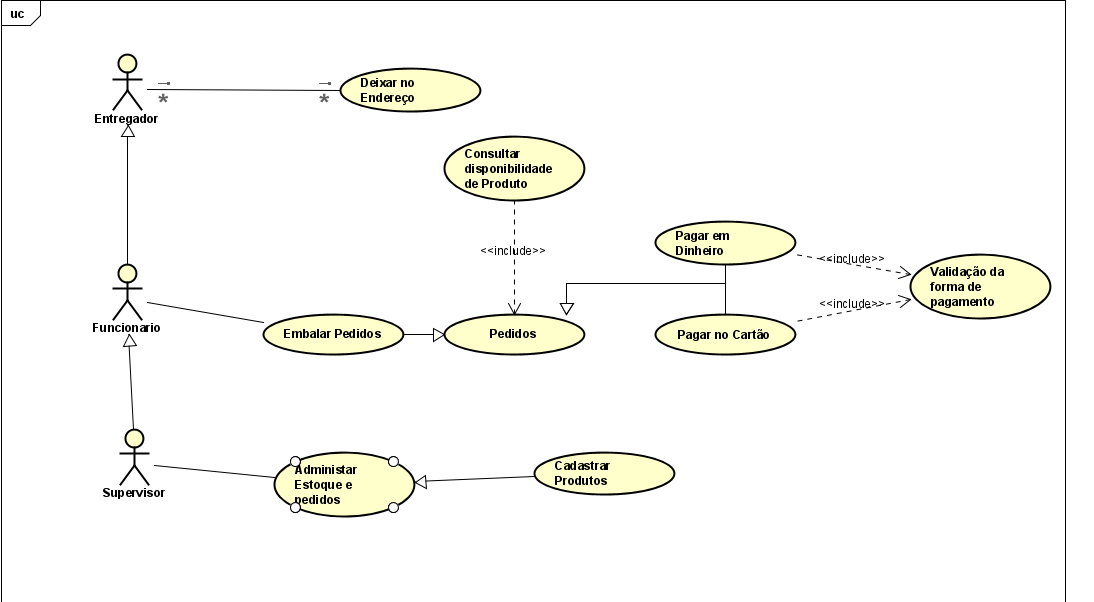 uc
Entregador
*
*
Deixar no
Endereço
Consultar
disponibilidade
de Produto
<<include>>
Pagar em
Dinheiro
<<include>>
Validação da
forma de
pagamento
<<include>>
Funcionario
Embalar Pedidos
Pedidos
Pagar no Cartão
Supervisor
Administar
Estoque e
pedidos
Cadastrar
Produtos